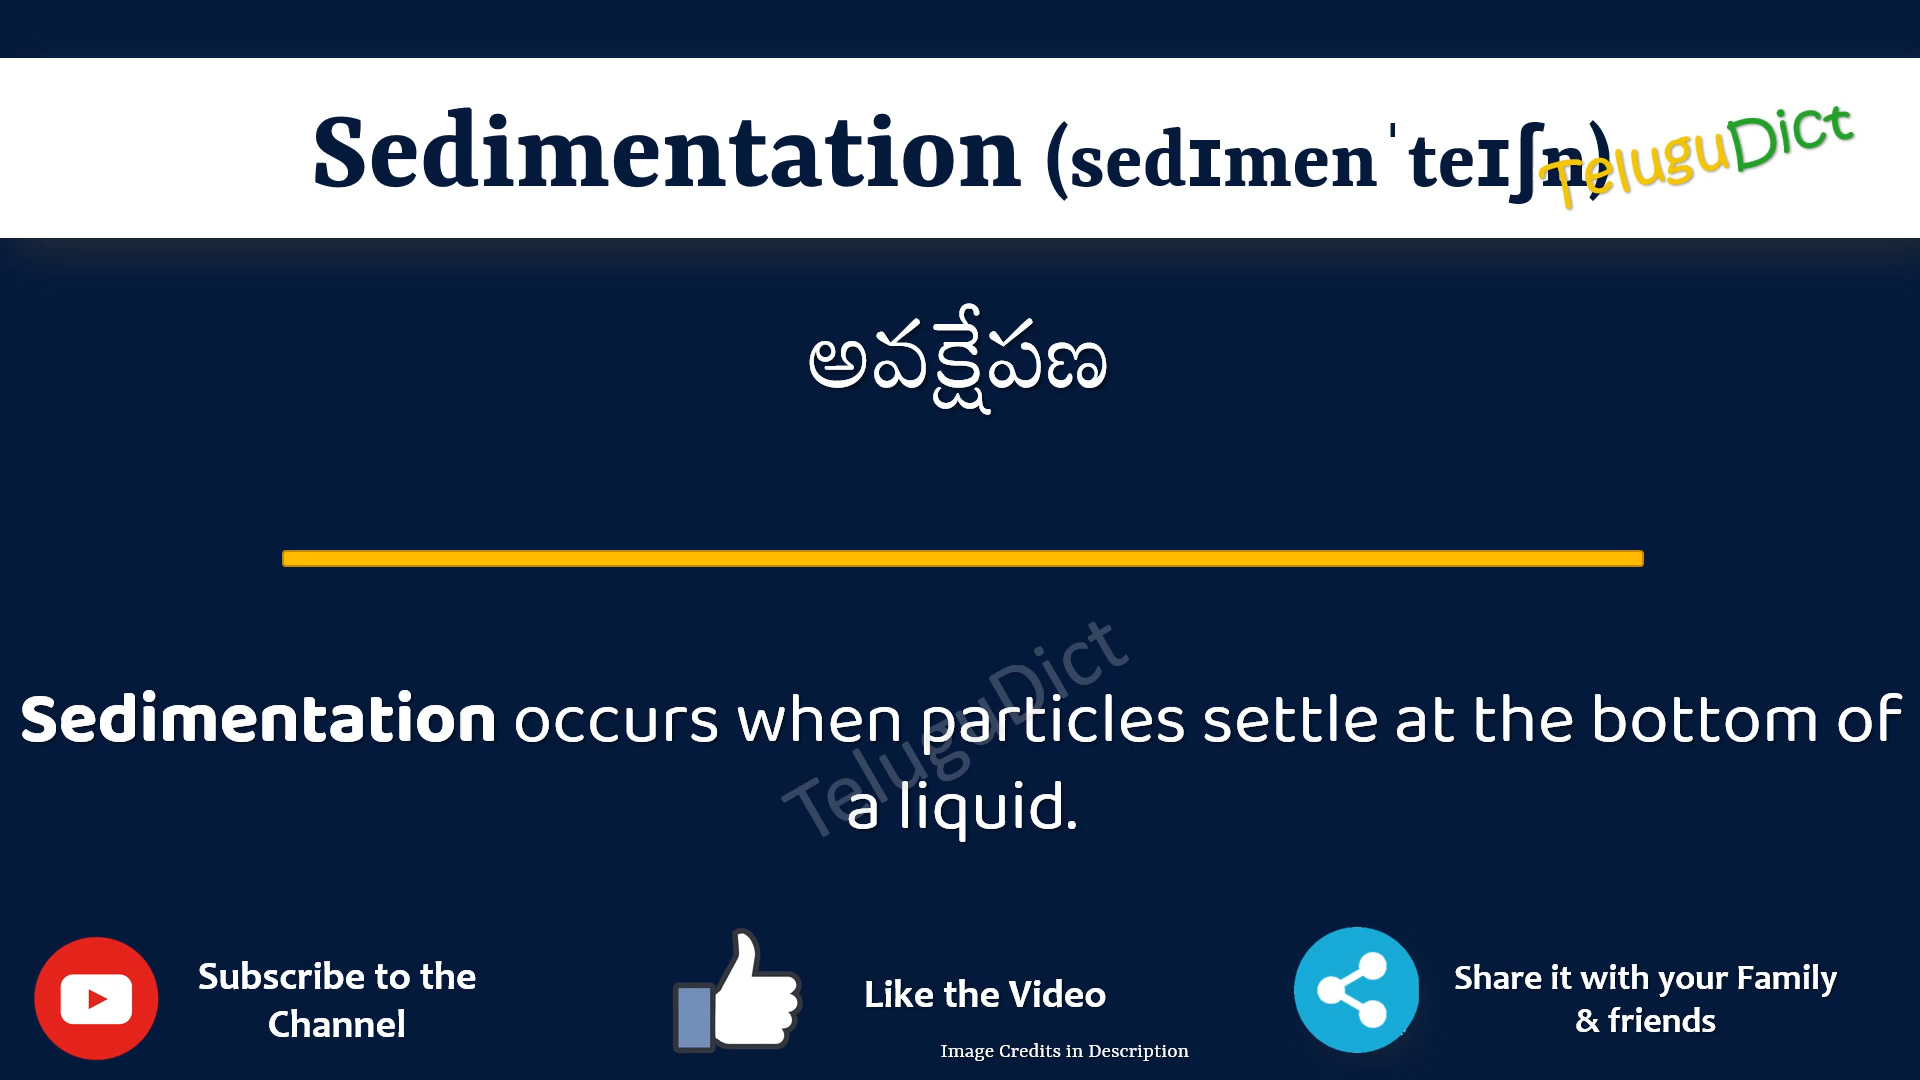 Sedimentation (sedɪmenˈteɪʃn)
TeluguDict
అవక్షేపణ
TeluguDict
Sedimentation occurs when particles settle at the bottom of
a liquid.
Subscribe to the
Channel
Like the Video
Share it with your Family
& friends
Image Credits in Description